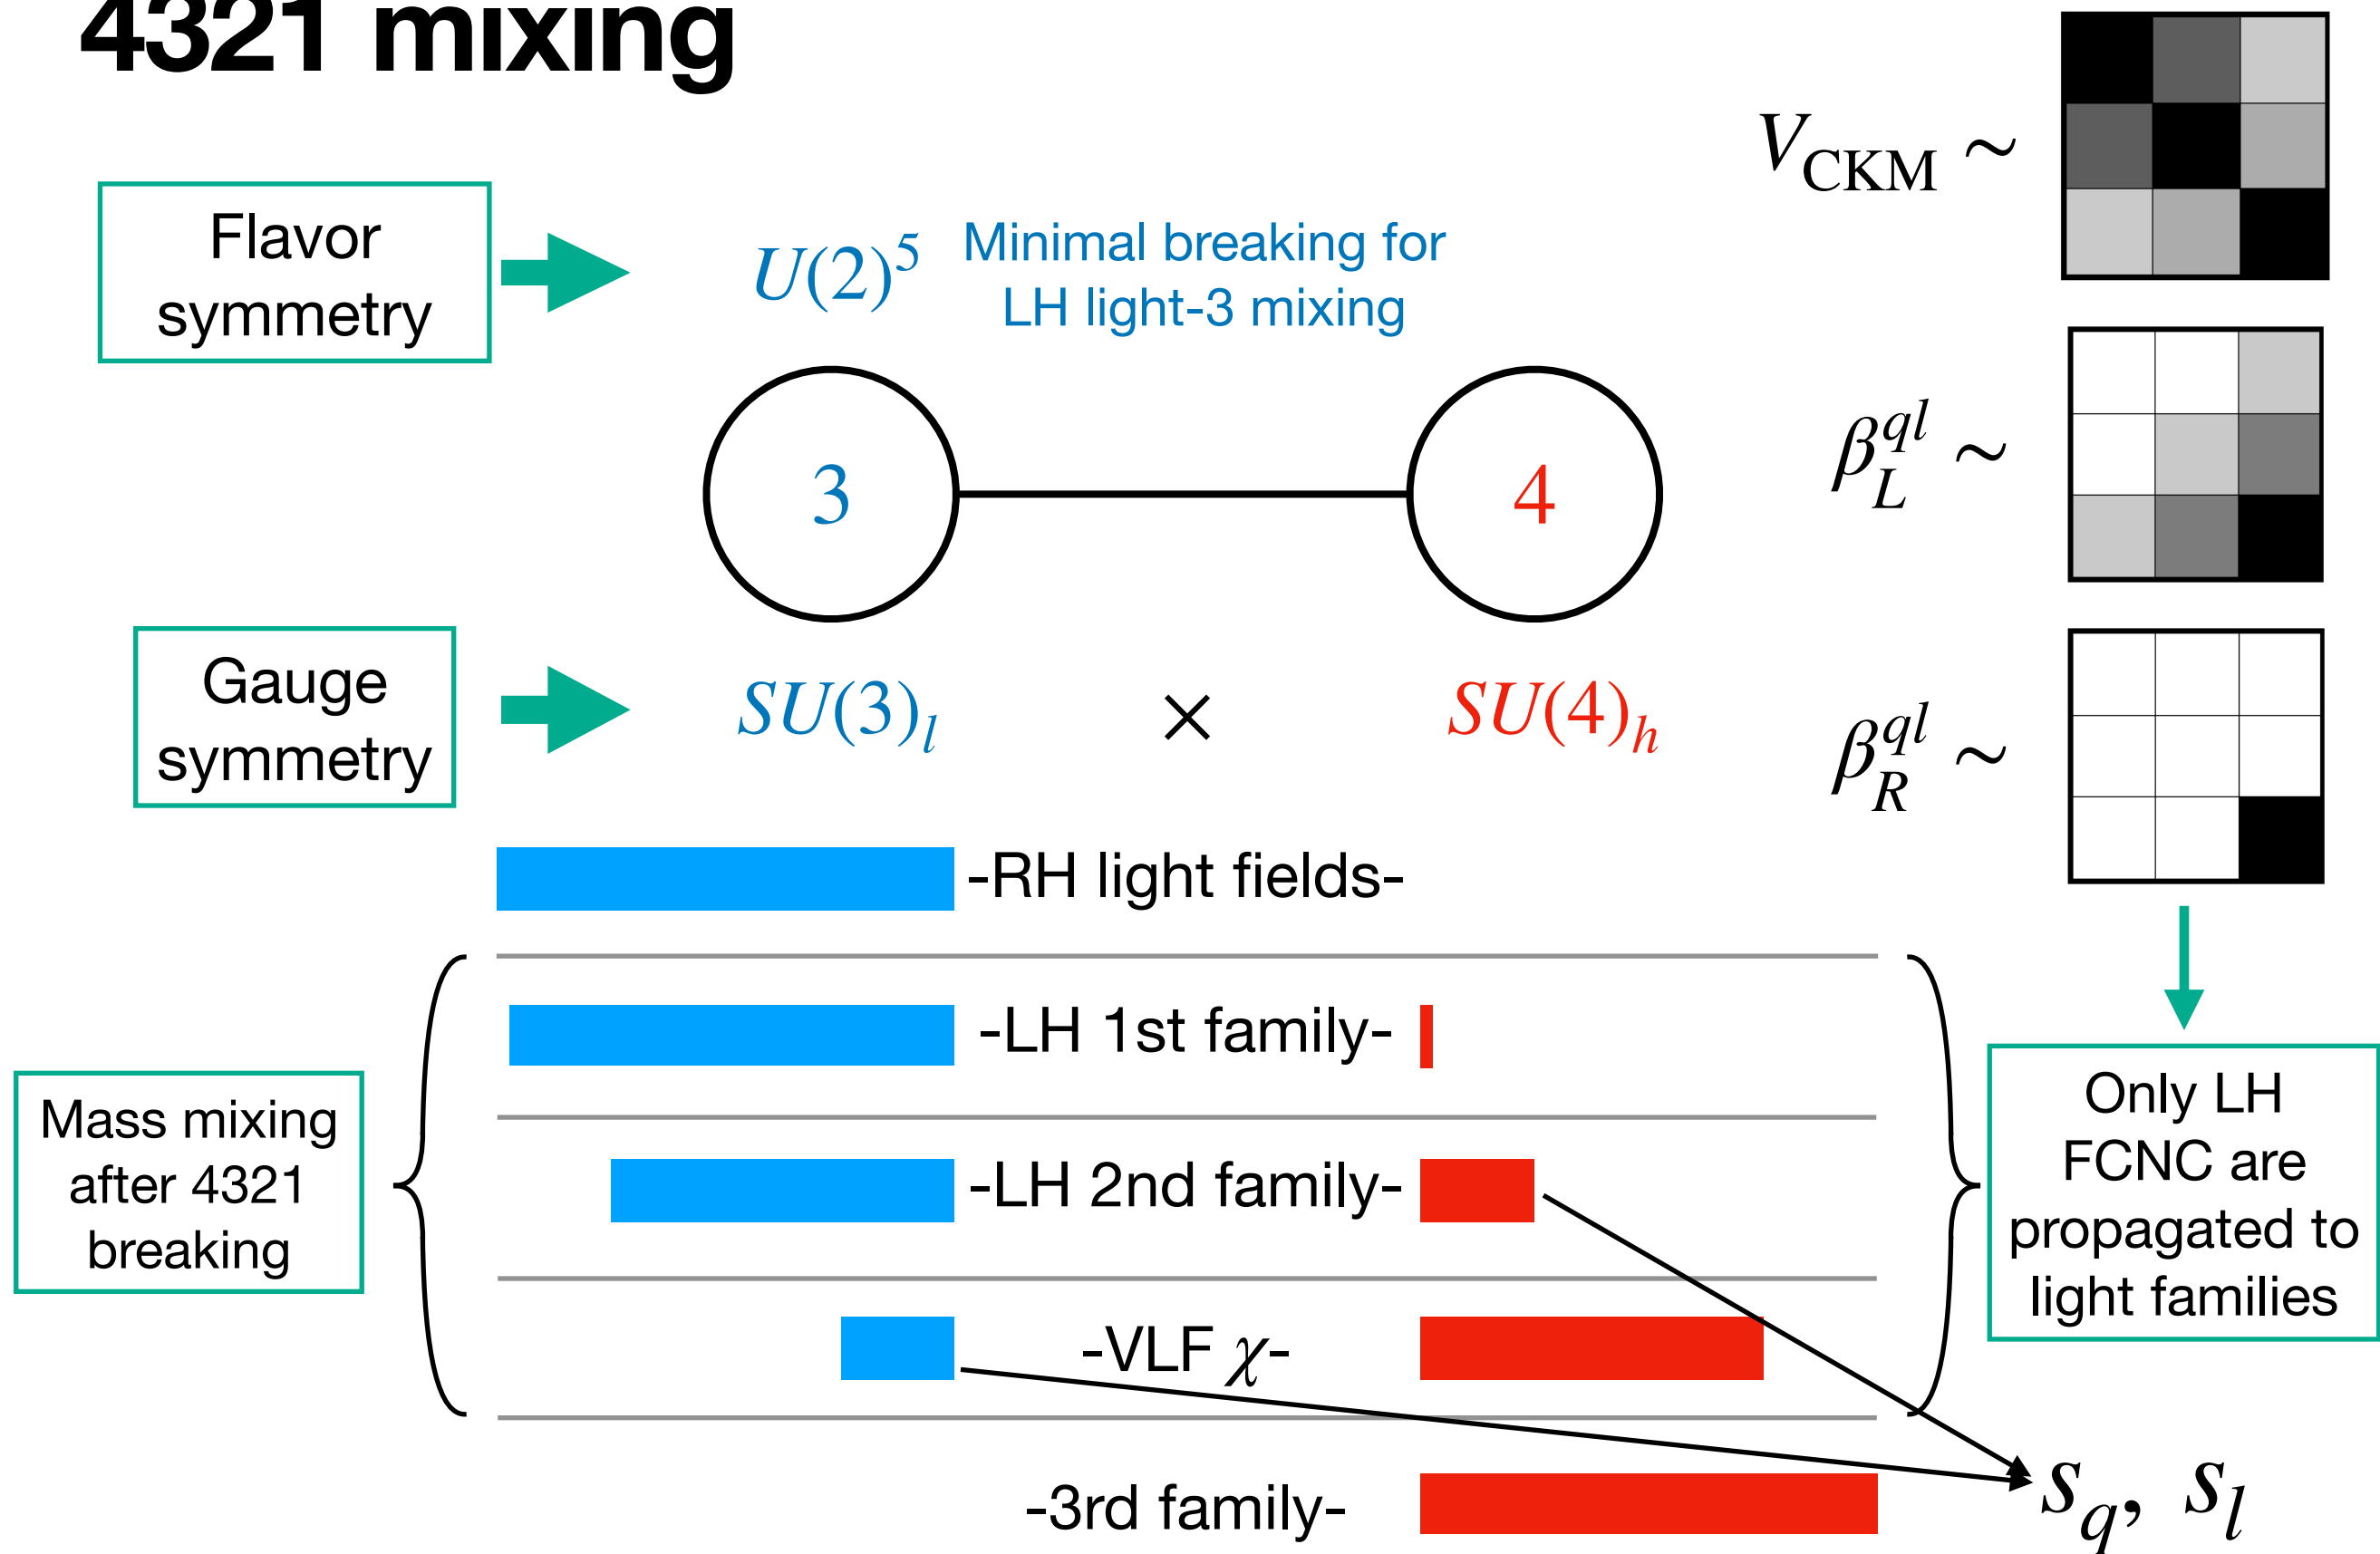 4321 mixing
V_CKM ~
Flavor
symmetry
U(2)^5
Minimal breaking for
LH light-3 mixing
β_L^{ql} ~
3
4
Gauge
symmetry
SU(3)_l
×
SU(4)_h
β_R^{ql} ~
-RH light fields-
-LH 1st family-
Mass mixing
after 4321
breaking
-LH 2nd family-
Only LH
FCNC are
propagated to
light families
-VLF χ-
-3rd family-
s_q, s_l